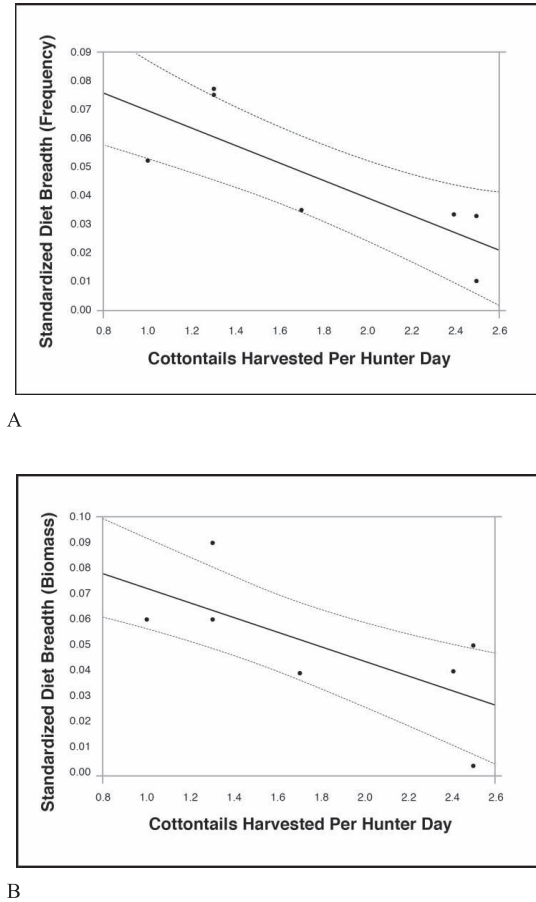 Standardized Diet Breadth (Frequency)
0.09
0.08
0.07
0.06
0.05
0.04
0.03
0.02
0.01
0.00
0.8 1.0 1.2 1.4 1.6 1.8 2.0 2.2 2.4 2.6
Cottontails Harvested Per Hunter Day
A
Standardized Diet Breadth (Biomass)
0.10
0.09
0.08
0.07
0.06
0.05
0.04
0.03
0.02
0.01
0.00
0.8 1.0 1.2 1.4 1.6 1.8 2.0 2.2 2.4 2.6
Cottontails Harvested Per Hunter Day
B